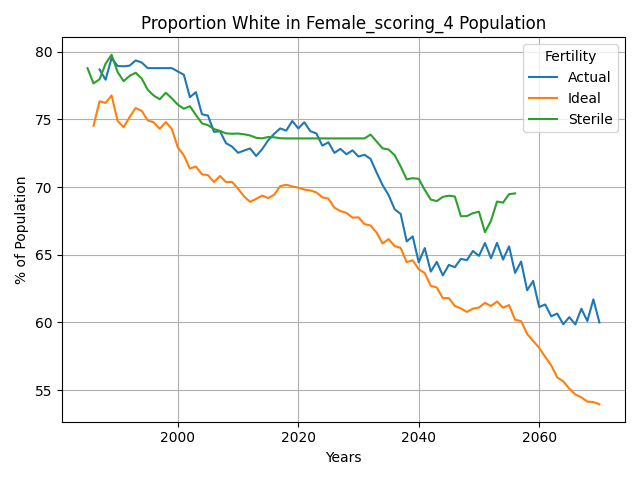 Proportion White in Female_scoring_4 Population
% of Population
80
75
70
65
60
55
2000
2020
2040
2060
Years
Fertility
Actual
Ideal
Sterile